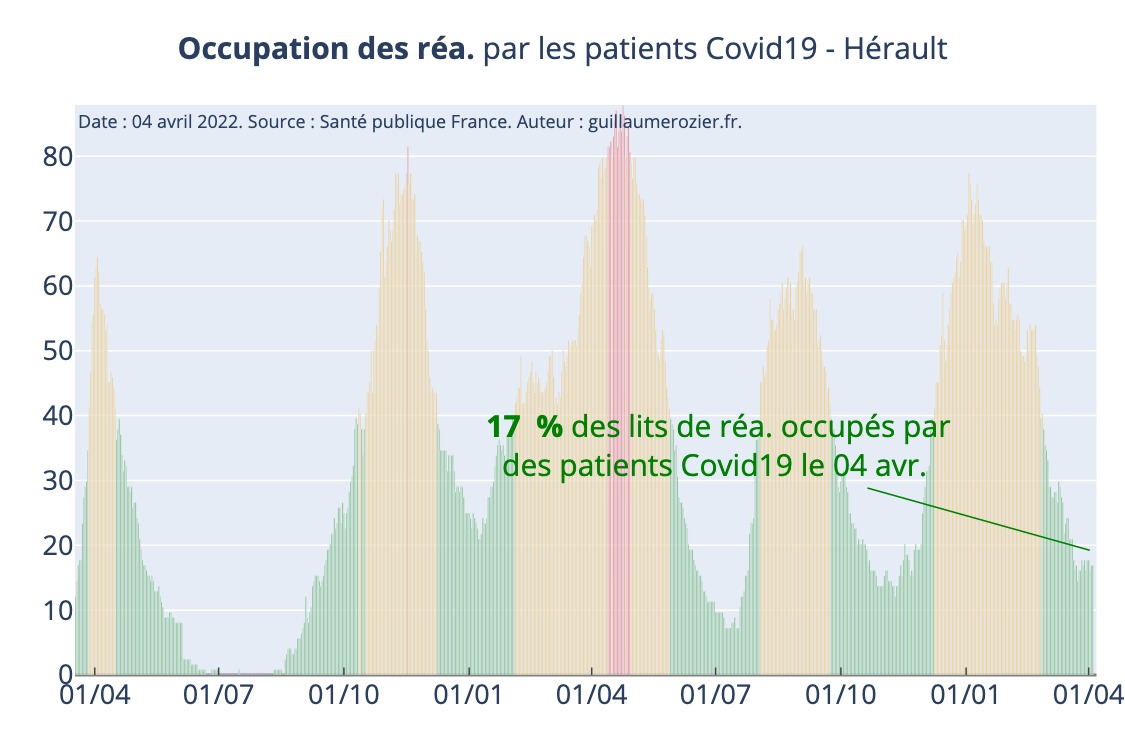 Occupation des réa. par les patients Covid19 - Hérault
Date : 04 avril 2022. Source : Santé publique France. Auteur : guillaumerozier.fr.
80
70
60
50
40
17 % des lits de réa. occupés par
des patients Covid19 le 04 avr.
30
20
10
0
01/04 01/07 01/10 01/01 01/04 01/07 01/10 01/01 01/04